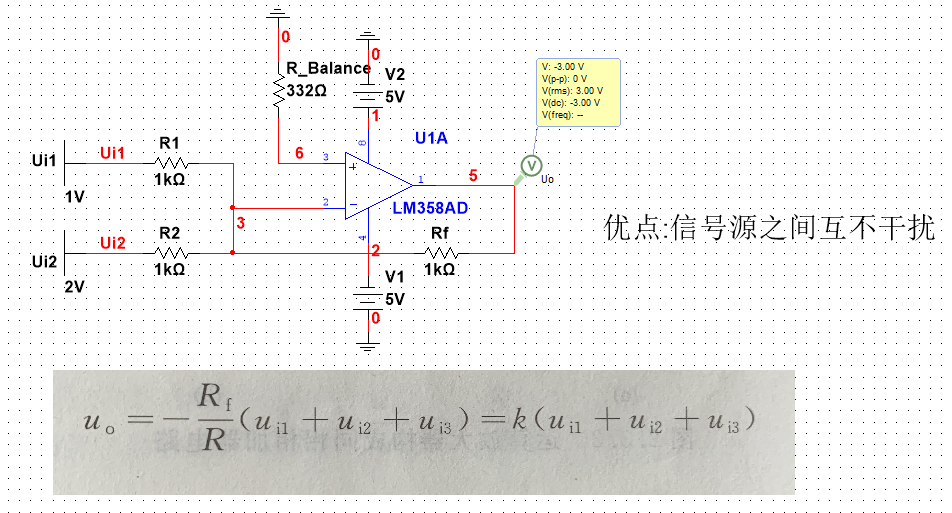 0
R_Balance
332Ω
0
V2
5V
1
V: -3.00 V
V(p-p): 0 V
V(rms): 3.00 V
V(dc): -3.00 V
V(freq): --
8
U1A
Ui1
Ui1
R1
1kΩ
1V
6
3
+
1
5
V
Uo
2
−
LM358AD
3
优点:信号源之间互不干扰
Ui2
Ui2
R2
1kΩ
2V
4
2
Rf
1kΩ
V1
5V
0
u_o = -\frac{R_f}{R}(u_{i1} + u_{i2} + u_{i3}) = k(u_{i1} + u_{i2} + u_{i3})